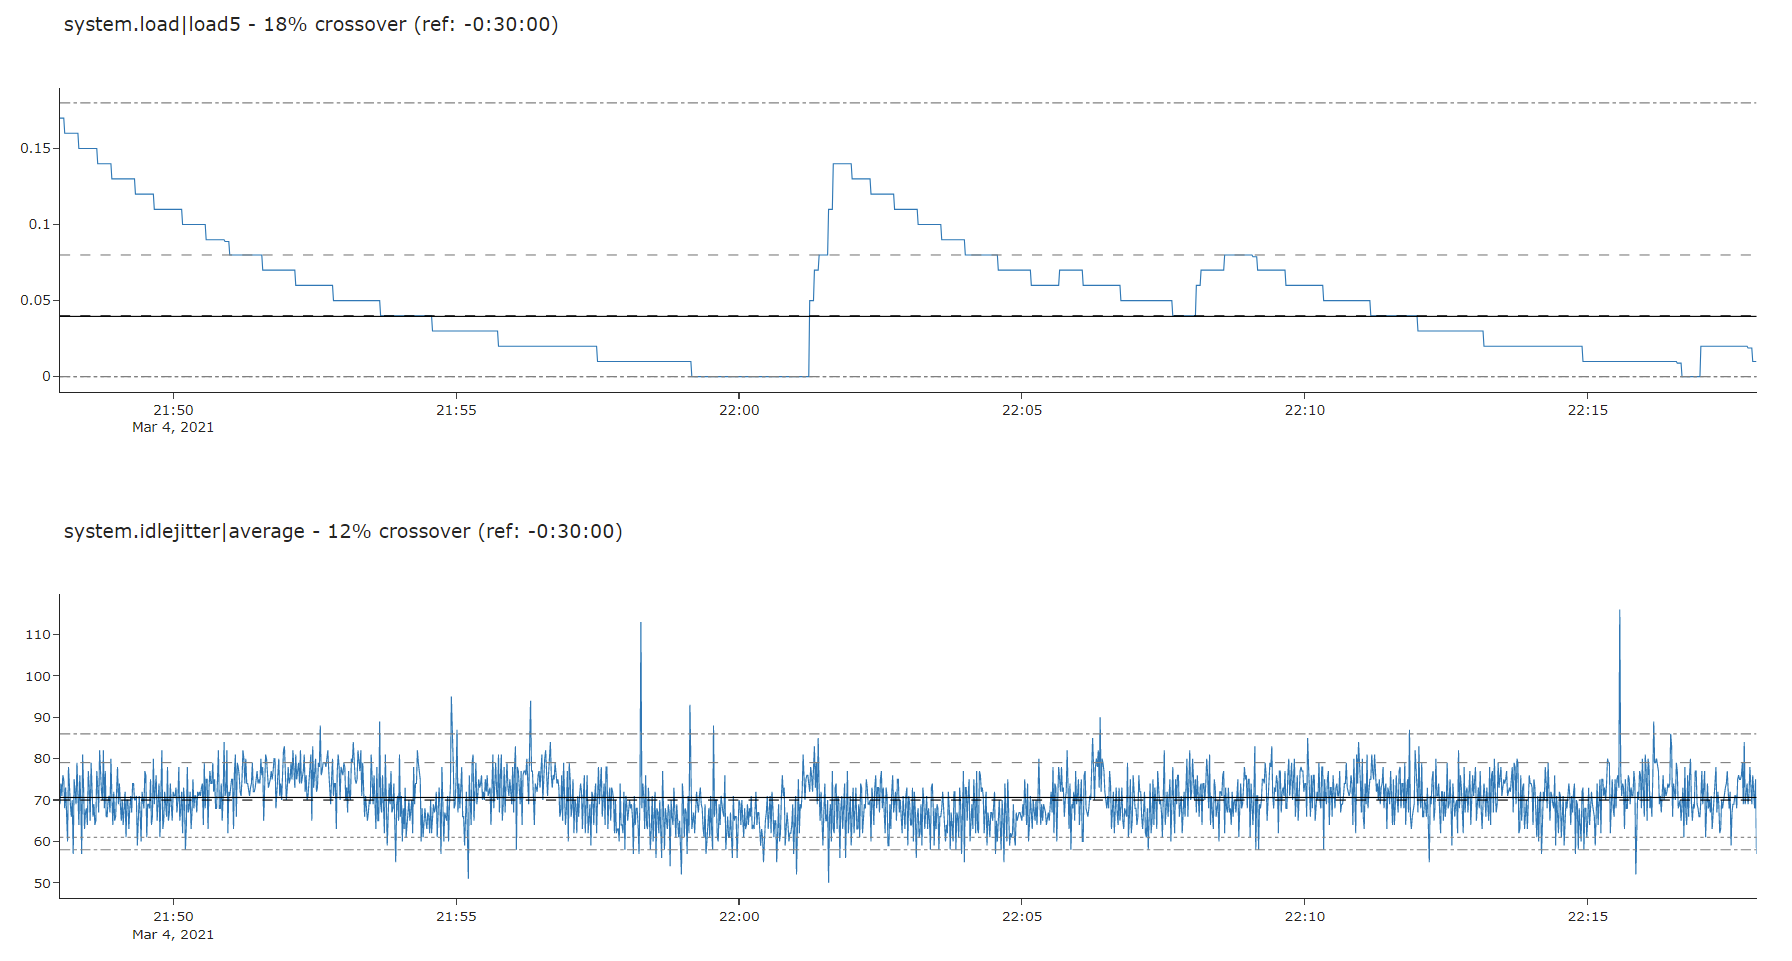 system.load|load5 - 18% crossover (ref: -0:30:00)
0.15
0.1
0.05
0
21:50 21:55 22:00 22:05 22:10 22:15
Mar 4, 2021
system.idlejitter|average - 12% crossover (ref: -0:30:00)
110
100
90
80
70
60
50
21:50 21:55 22:00 22:05 22:10 22:15
Mar 4, 2021